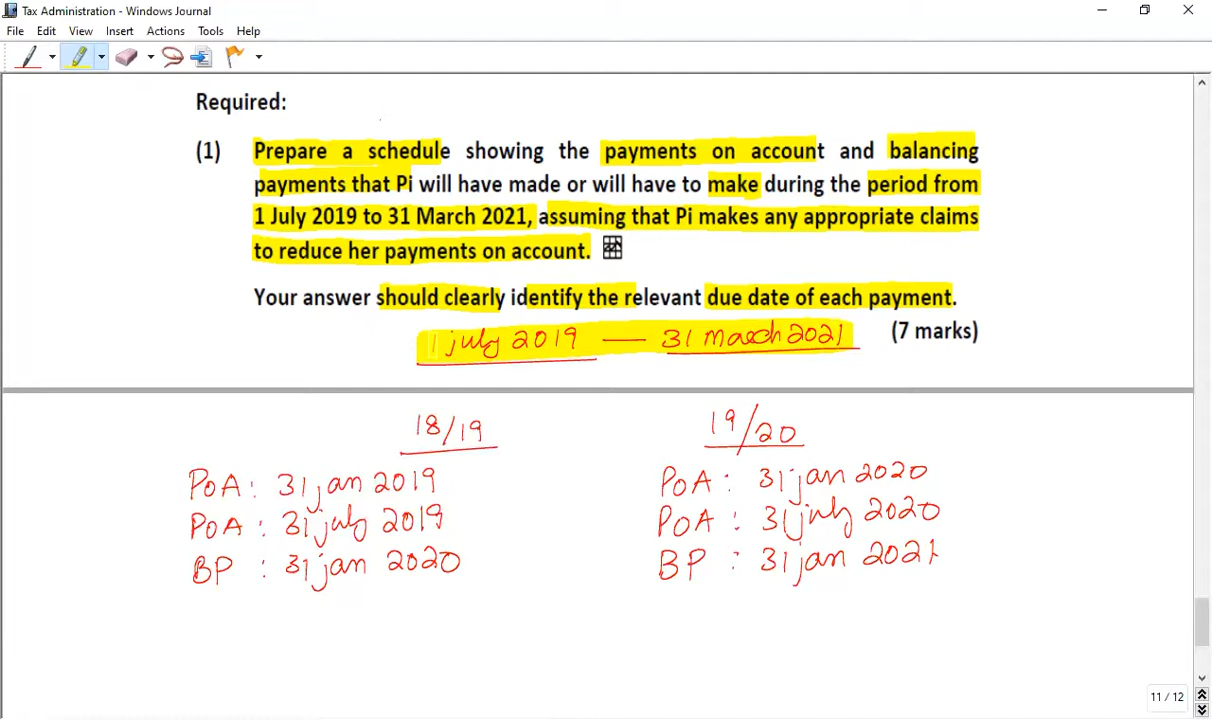 Tax Administration - Windows Journal
File Edit View Insert Actions Tools Help
Required:
(1) Prepare a schedule showing the payments on account and balancing
payments that Pi will have made or will have to make during the period from
1 July 2019 to 31 March 2021, assuming that Pi makes any appropriate claims
to reduce her payments on account.
Your answer should clearly identify the relevant due date of each payment.
(7 marks)
1 july 2019 — 31 march 2021
18/19
19/20
POA : 31 jan 2019
POA : 31 jan 2020
POA : 31 july 2019
POA : 31 july 2020
BP : 31 jan 2020
BP : 31 jan 2021
11 / 12